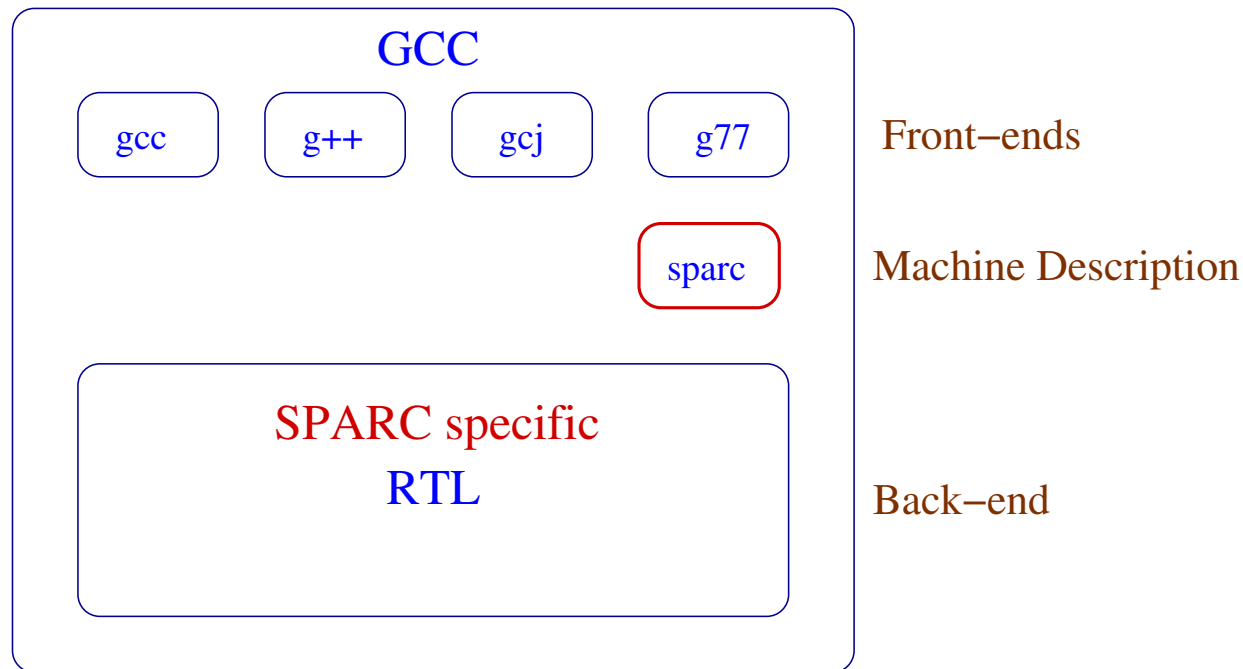 GCC
gcc g++ gcj g77 Front−ends
sparc Machine Description
SPARC specific
RTL
Back−end